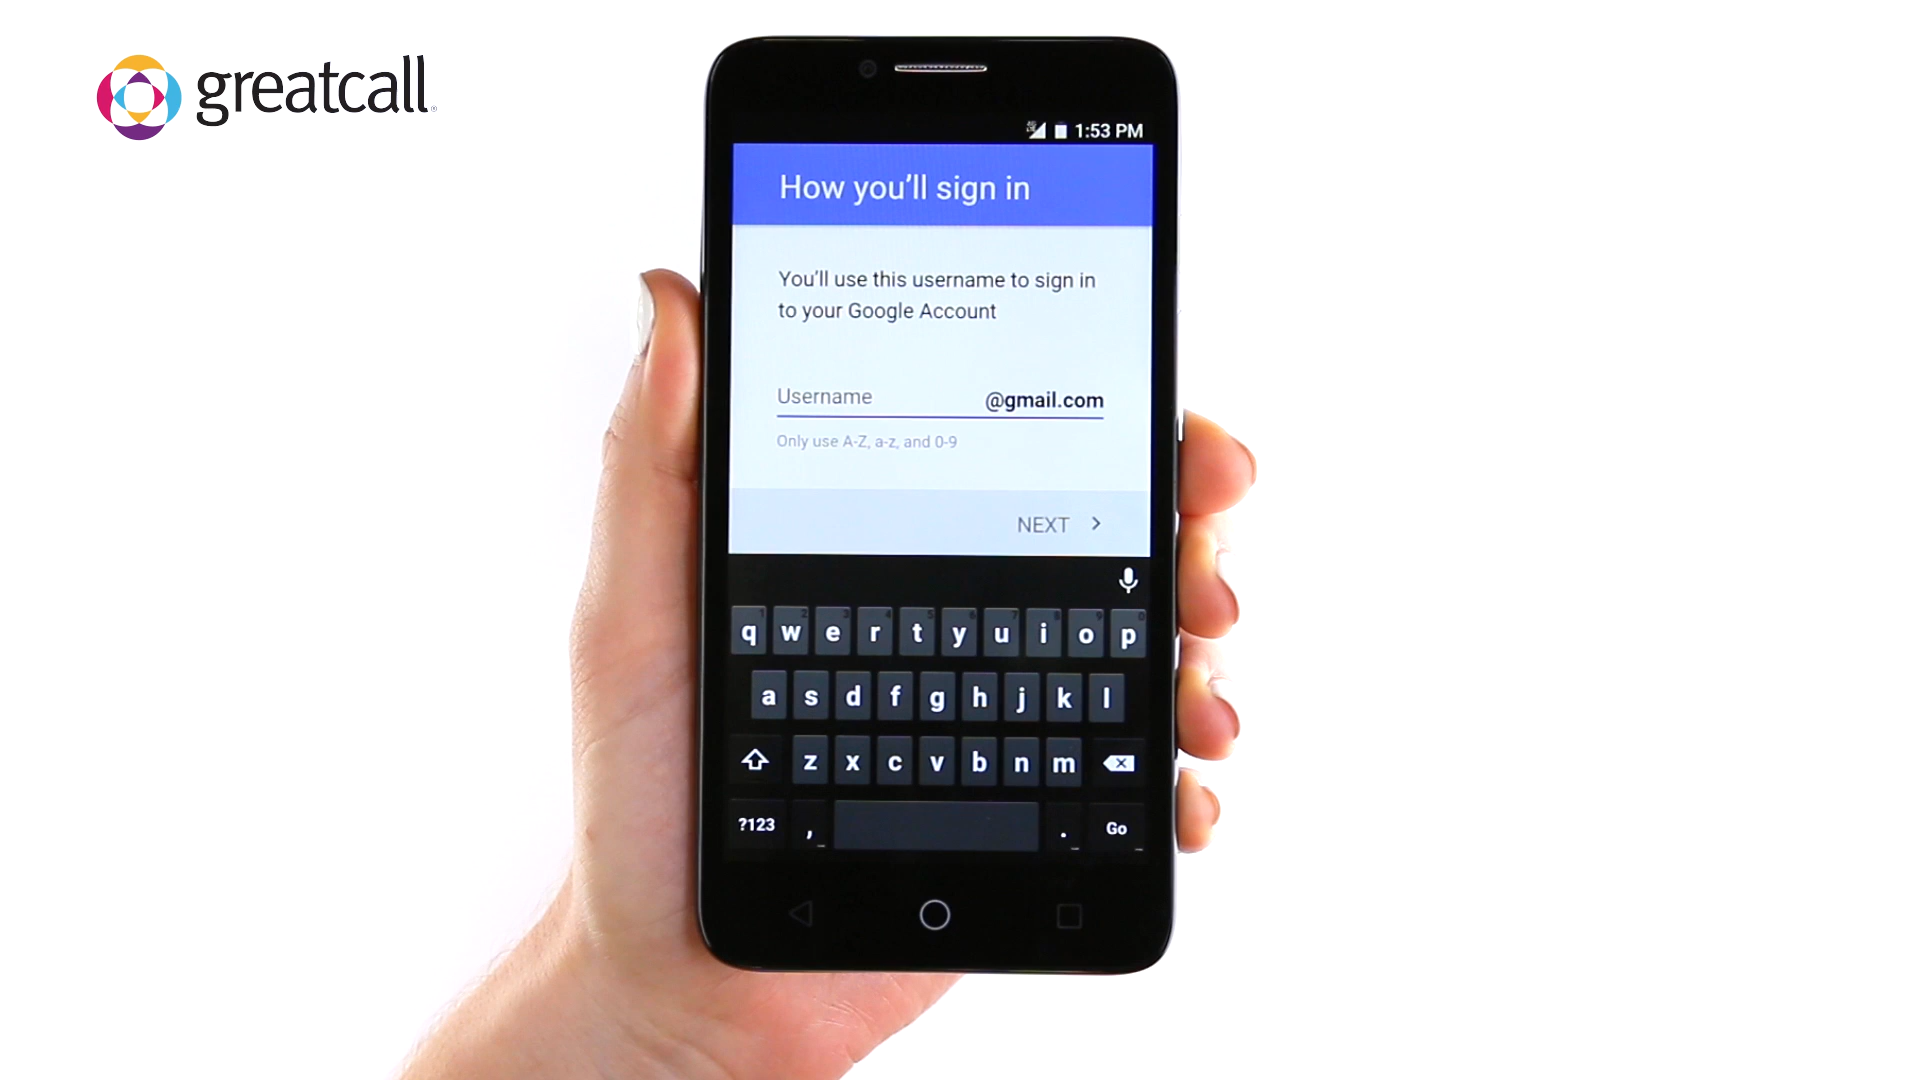 greatcall
1:53 PM
How you'll sign in
You'll use this username to sign in
to your Google Account
Username @gmail.com
Only use A-Z, a-z, and 0-9
NEXT
q w e r t y u i o p
a s d f g h j k l
z x c v b n m
?123 , . Go